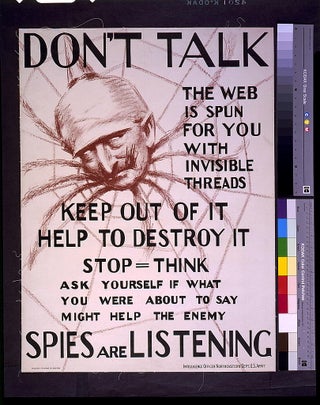 DON'T TALK
THE WEB
IS SPUN
FOR YOU
WITH
INVISIBLE
THREADS
KEEP OUT OF IT
HELP TO DESTROY IT
STOP = THINK
ASK YOURSELF IF WHAT
YOU WERE ABOUT TO SAY
MIGHT HELP THE ENEMY
SPIES ARE LISTENING
INTELLIGENCE OFFICER NORTHEASTERN DEPT. U.S. ARMY